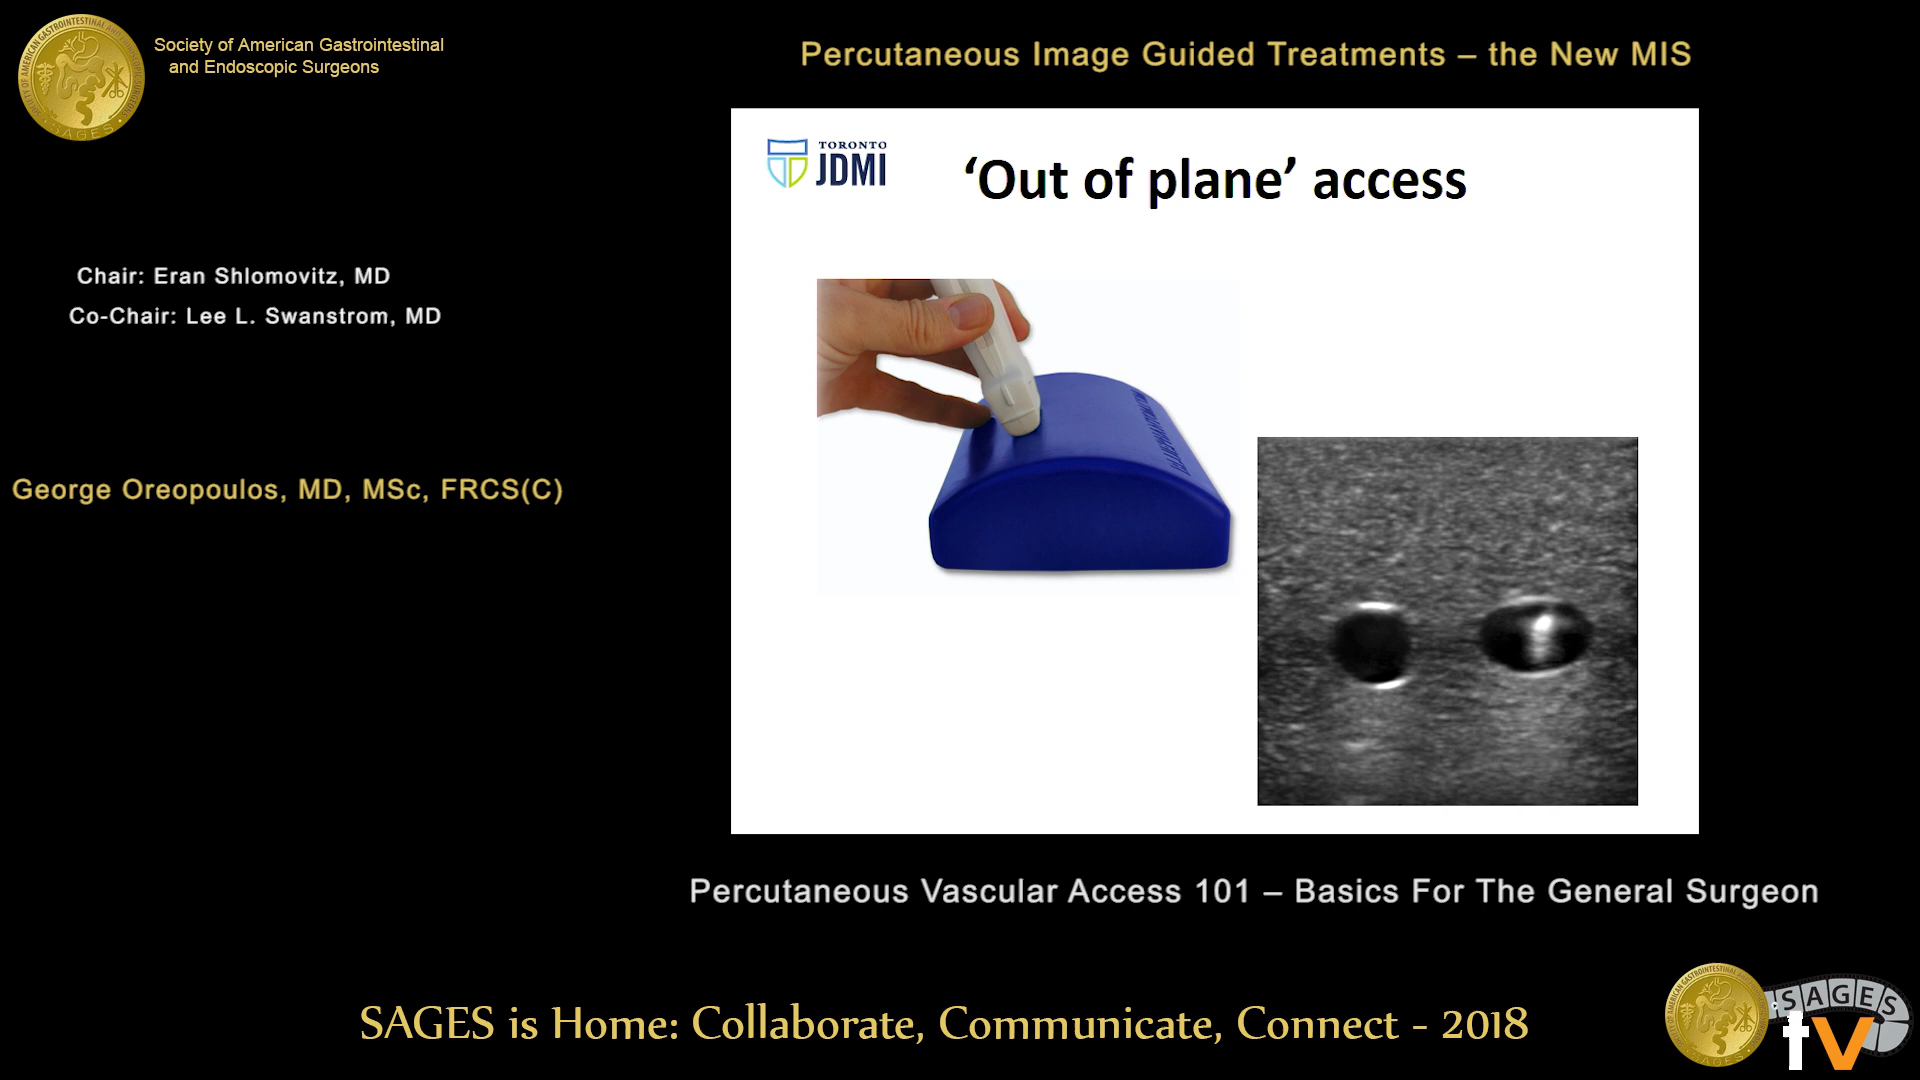 Society of American Gastrointestinal
and Endoscopic Surgeons
Percutaneous Image Guided Treatments – the New MIS
TORONTO
JDMI
‘Out of plane’ access
Chair: Eran Shlomovitz, MD
Co-Chair: Lee L. Swanstrom, MD
George Oreopoulos, MD, MSc, FRCS(C)
Percutaneous Vascular Access 101 – Basics For The General Surgeon
SAGES is Home: Collaborate, Communicate, Connect - 2018
SAGES
tv
SAGES